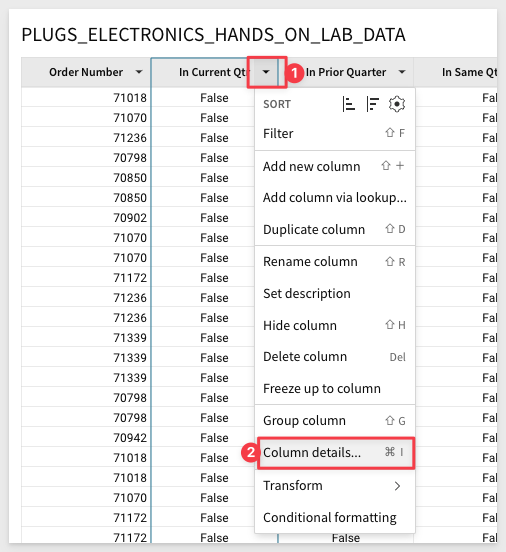 PLUGS_ELECTRONICS_HANDS_ON_LAB_DATA
Order Number In Current Qt 1 In Prior Quarter In Same Qt
71018 False Fal
71070 False Fal
71236 False Fal
70798 False Fal
70850 False Fal
70850 False Fal
70902 False Fal
71070 False Fal
71070 False Fal
71172 False Fal
71236 False Fal
71236 False Fal
71339 False Fal
71339 False Fal
71339 False Fal
70798 False Fal
70798 False Fal
70942 False Fal
71018 False Fal
71018 False Fal
71070 False Fal
71172 False Fal
71172 False False Fal
SORT
Filter ⇧ F
Add new column ⇧ +
Add column via lookup...
Duplicate column ⇧ D
Rename column ⇧ R
Set description
Hide column ⇧ H
Delete column Del
Freeze up to column
Group column ⇧ G
2 Column details... ⌘ I
Transform
Conditional formatting